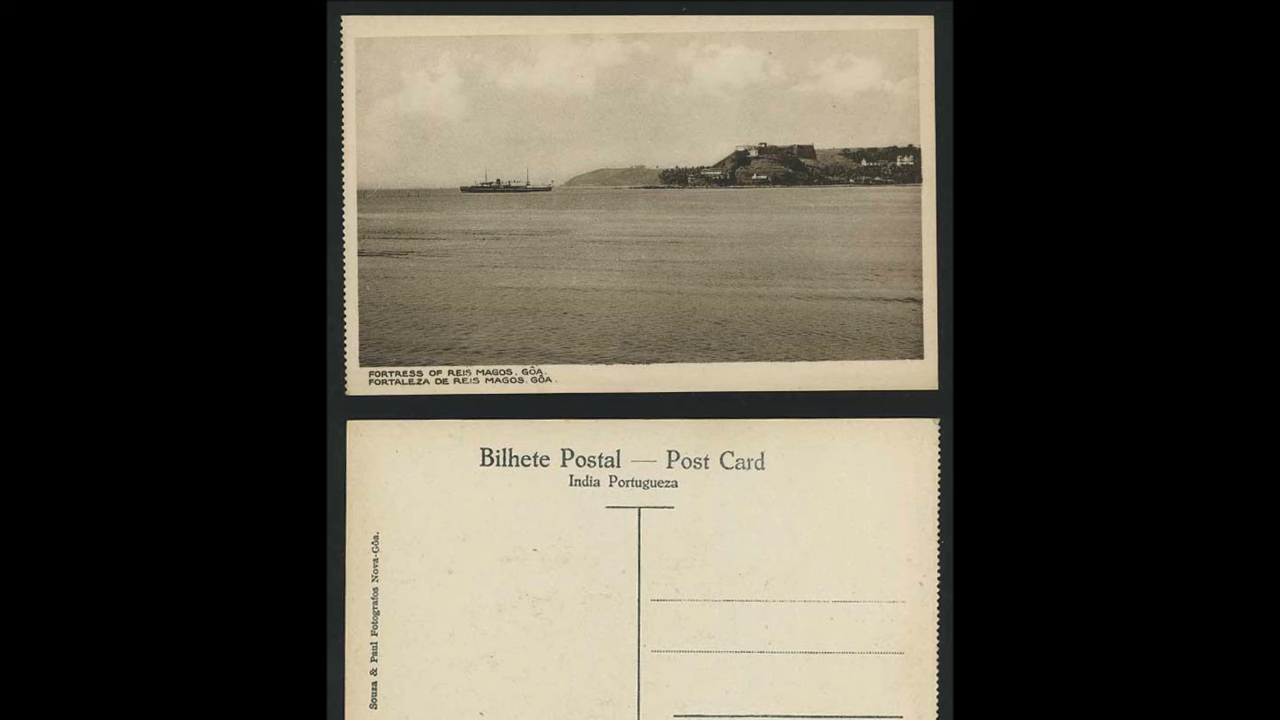 FORTRESS OF REIS MAGOS, GÔA.
FORTALEZA DE REIS MAGOS. GÔA.
Bilhete Postal — Post Card
India Portugueza
Souza & Paul Fotografos Nova-Gôa.